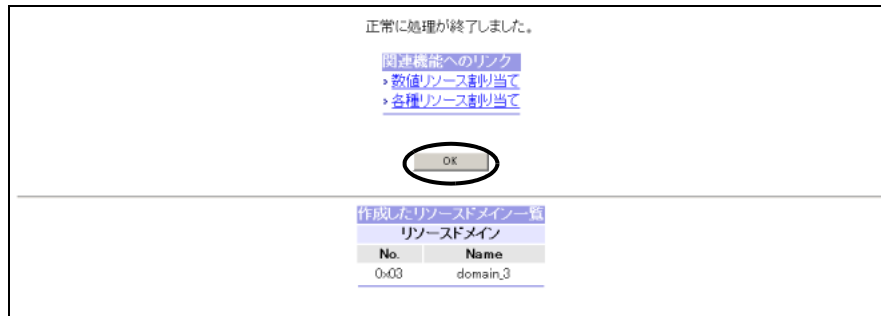 正常に処理が終了しました。
関連機能へのリンク
› 数値リソース割り当て
› 各種リソース割り当て
OK
作成したリソースドメイン一覧
リソースドメイン
No. Name
0x03 domain_3